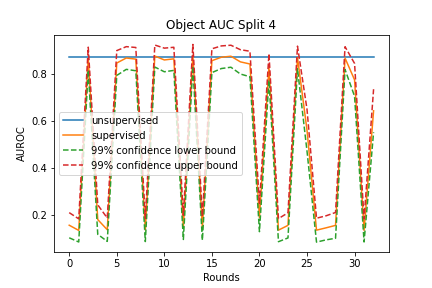 Object AUC Split 4
AUROC
0.8
0.6
0.4
0.2
unsupervised
supervised
99% confidence lower bound
99% confidence upper bound
0 5 10 15 20 25 30
Rounds